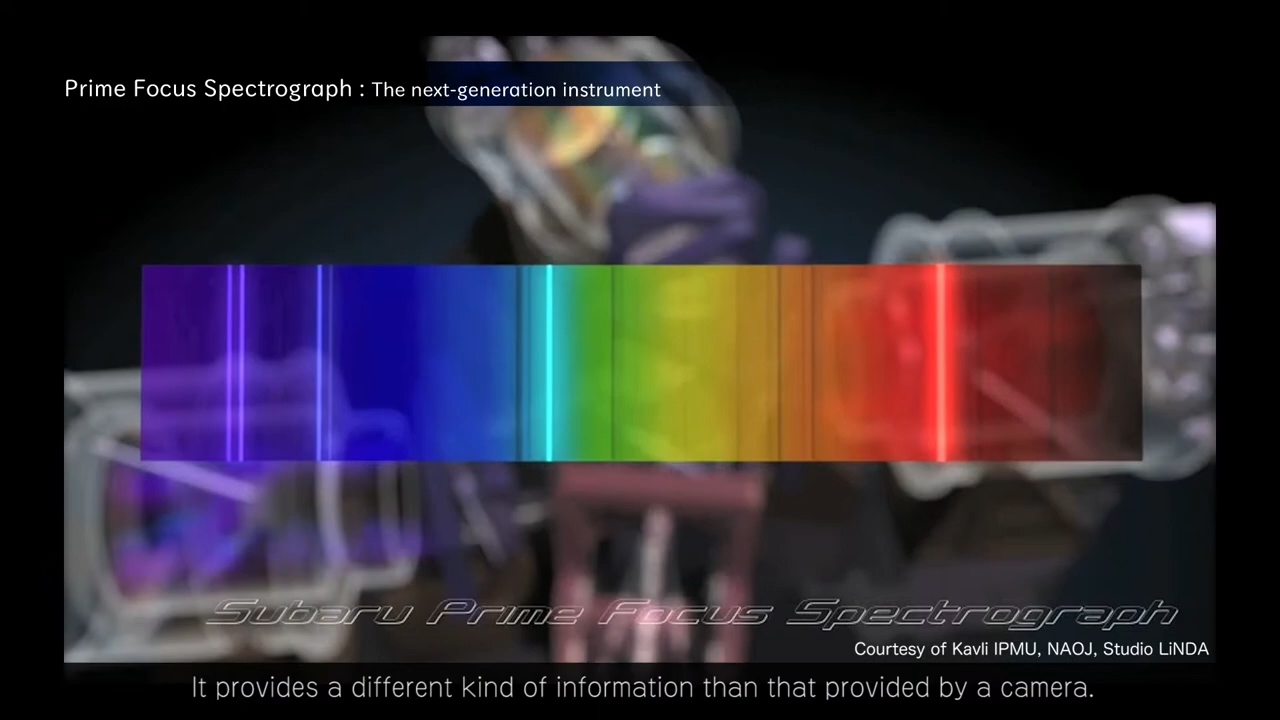 Prime Focus Spectrograph : The next-generation instrument
Subaru Prime Focus Spectrograph
Courtesy of Kavli IPMU, NAOJ, Studio LiNDA
It provides a different kind of information than that provided by a camera.